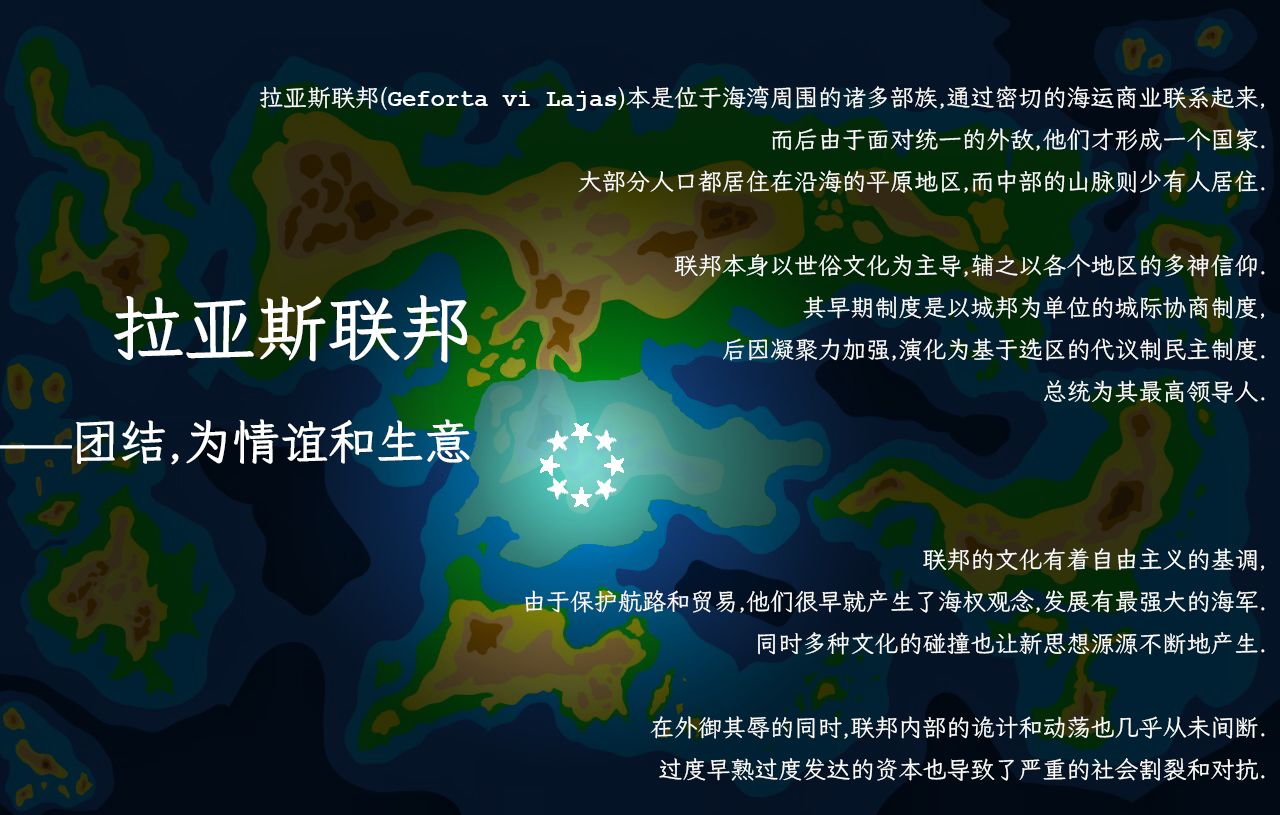 拉亚斯联邦(Geforta vi Lajas)本是位于海湾周围的诸多部族,通过密切的海运商业联系起来,
而后由于面对统一的外敌,他们才形成一个国家.
大部分人口都居住在沿海的平原地区,而中部的山脉则少有人居住.
联邦本身以世俗文化为主导,辅之以各个地区的多神信仰.
其早期制度是以城邦为单位的城际协商制度,
后因凝聚力加强,演化为基于选区的代议制民主制度.
总统为其最高领导人.
拉亚斯联邦
——团结,为情谊和生意
联邦的文化有着自由主义的基调,
由于保护航路和贸易,他们很早就产生了海权观念,发展有最强大的海军.
同时多种文化的碰撞也让新思想源源不断地产生.
在外御其辱的同时,联邦内部的诡计和动荡也几乎从未间断.
过度早熟过度发达的资本也导致了严重的社会割裂和对抗.